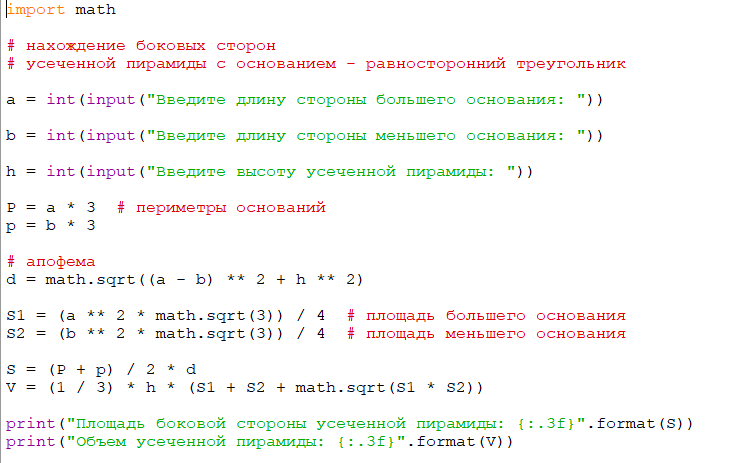 import math
# нахождение боковых сторон
# усеченной пирамиды с основанием - равносторонний треугольник
a = int(input("Введите длину стороны большего основания: "))
b = int(input("Введите длину стороны меньшего основания: "))
h = int(input("Введите высоту усеченной пирамиды: "))
P = a * 3  # периметры оснований
p = b * 3
# апофема
d = math.sqrt((a - b) ** 2 + h ** 2)
S1 = (a ** 2 * math.sqrt(3)) / 4  # площадь большего основания
S2 = (b ** 2 * math.sqrt(3)) / 4  # площадь меньшего основания
S = (P + p) / 2 * d
V = (1 / 3) * h * (S1 + S2 + math.sqrt(S1 * S2))
print("Площадь боковой стороны усеченной пирамиды: {:.3f}".format(S))
print("Объем усеченной пирамиды: {:.3f}".format(V))